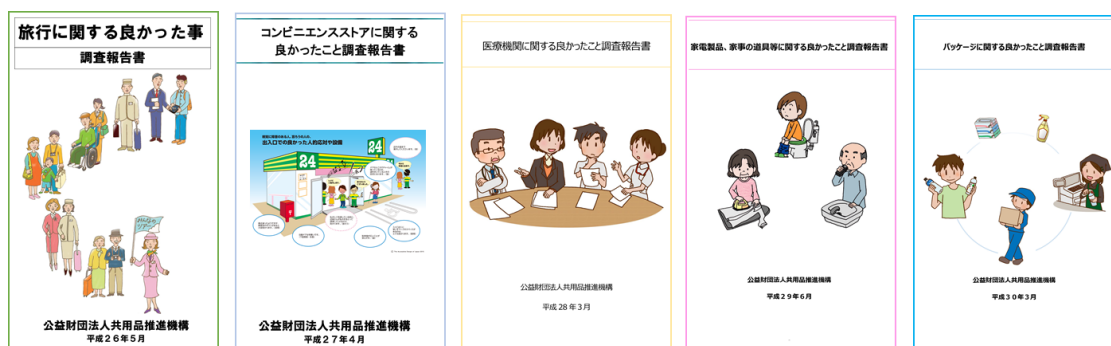 旅行に関する良かった事
調査報告書
みんなの
ツアー
公益財団法人共用品推進機構
平成２６年５月
コンビニエンスストアに関する
良かったこと調査報告書
出入口での良かった人的応対や設備
24
24
公益財団法人共用品推進機構
平成２７年４月
医療機関に関する良かったこと調査報告書
公益財団法人共用品推進機構
平成 28 年 3 月
家電製品、家事の道具等に関する良かったこと調査報告書
公益財団法人共用品推進機構
平成２９年６月
パッケージに関する良かったこと調査報告書
公益財団法人共用品推進機構
平成３０年３月